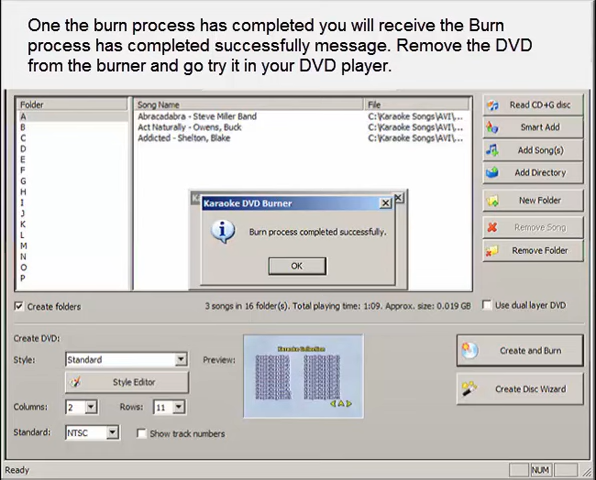 One the burn process has completed you will receive the Burn
process has completed successfully message. Remove the DVD
from the burner and go try it in your DVD player.
Folder
Song Name
File
Read CD+G disc
A
Abracadabra - Steve Miller Band
C:\Karaoke Songs\AVI\...
B
Act Naturally - Owens, Buck
C:\Karaoke Songs\AVI\...
Smart Add
C
Addicted - Shelton, Blake
C:\Karaoke Songs\AVI\...
D
Add Song(s)
E
F
Add Directory
G
H
New Folder
I
J
K
Remove Song
L
M
Remove Folder
N
O
P
Karaoke DVD Burner
Burn process completed successfully.
OK
Create folders
3 songs in 16 folder(s). Total playing time: 1:09. Approx. size: 0.019 GB
Use dual layer DVD
Create DVD:
Style:
Standard
Preview:
Karaoke Collection
Create and Burn
Style Editor
Create Disc Wizard
Columns:
2
Rows:
11
Standard:
NTSC
Show track numbers
Ready
NUM